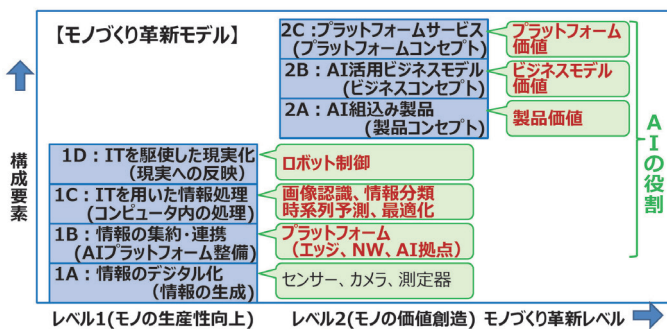 【モノづくり革新モデル】
2C：プラットフォームサービス
(プラットフォームコンセプト)
プラットフォーム
価値
2B：AI活用ビジネスモデル
(ビジネスコンセプト)
ビジネスモデル
価値
2A：AI組込み製品
(製品コンセプト)
製品価値
1D：ITを駆使した現実化
(現実への反映)
ロボット制御
1C：ITを用いた情報処理
(コンピュータ内の処理)
画像認識、情報分類
時系列予測、最適化
1B：情報の集約・連携
(AIプラットフォーム整備)
プラットフォーム
（エッジ、NW、AI拠点）
1A：情報のデジタル化
(情報の生成)
センサー、カメラ、測定器
構成要素
AIの役割
レベル1(モノの生産性向上)
レベル2(モノの価値創造)
モノづくり革新レベル